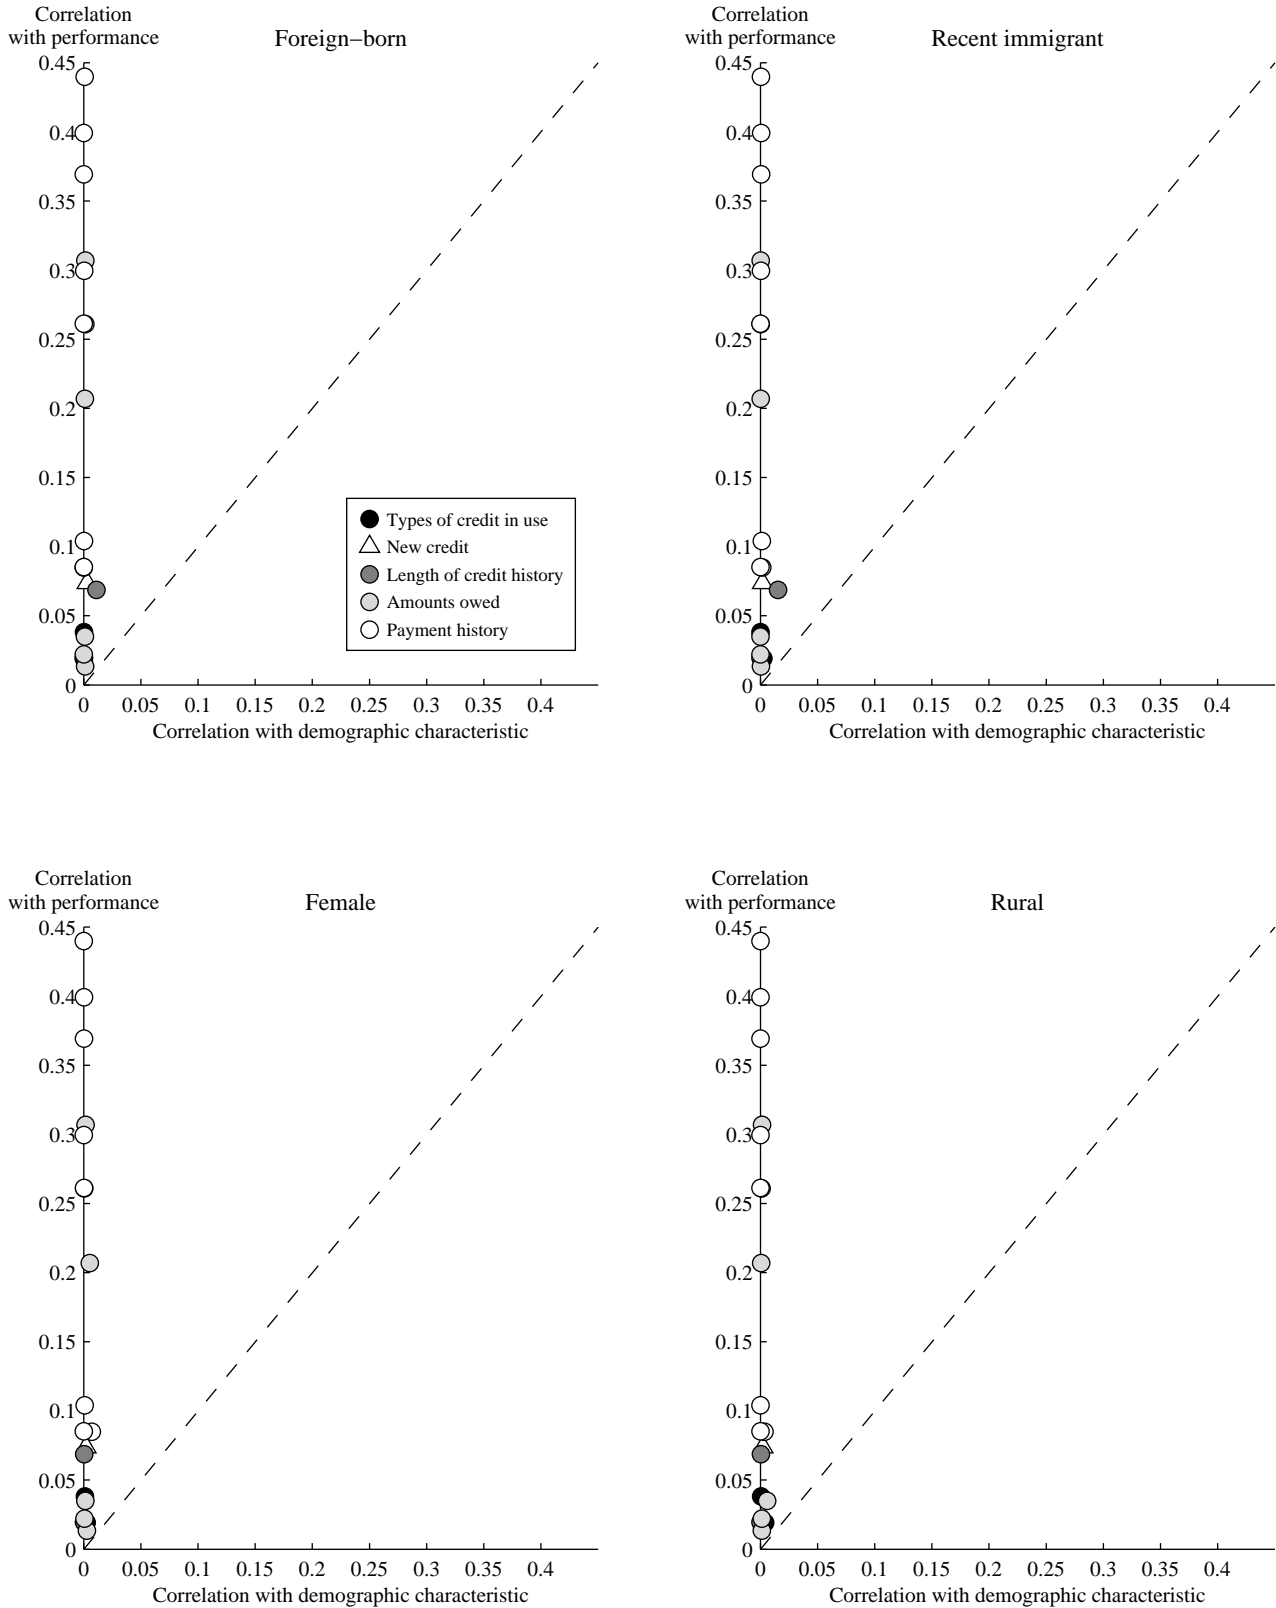 Correlation
with performance
Foreign−born
0.45
0.4
0.35
0.3
0.25
0.2
0.15
0.1
0.05
0
Types of credit in use
New credit
Length of credit history
Amounts owed
Payment history
0 0.05 0.1 0.15 0.2 0.25 0.3 0.35 0.4
Correlation with demographic characteristic
Correlation
with performance
Recent immigrant
0.45
0.4
0.35
0.3
0.25
0.2
0.15
0.1
0.05
0
0 0.05 0.1 0.15 0.2 0.25 0.3 0.35 0.4
Correlation with demographic characteristic
Correlation
with performance
Female
0.45
0.4
0.35
0.3
0.25
0.2
0.15
0.1
0.05
0
0 0.05 0.1 0.15 0.2 0.25 0.3 0.35 0.4
Correlation with demographic characteristic
Correlation
with performance
Rural
0.45
0.4
0.35
0.3
0.25
0.2
0.15
0.1
0.05
0
0 0.05 0.1 0.15 0.2 0.25 0.3 0.35 0.4
Correlation with demographic characteristic